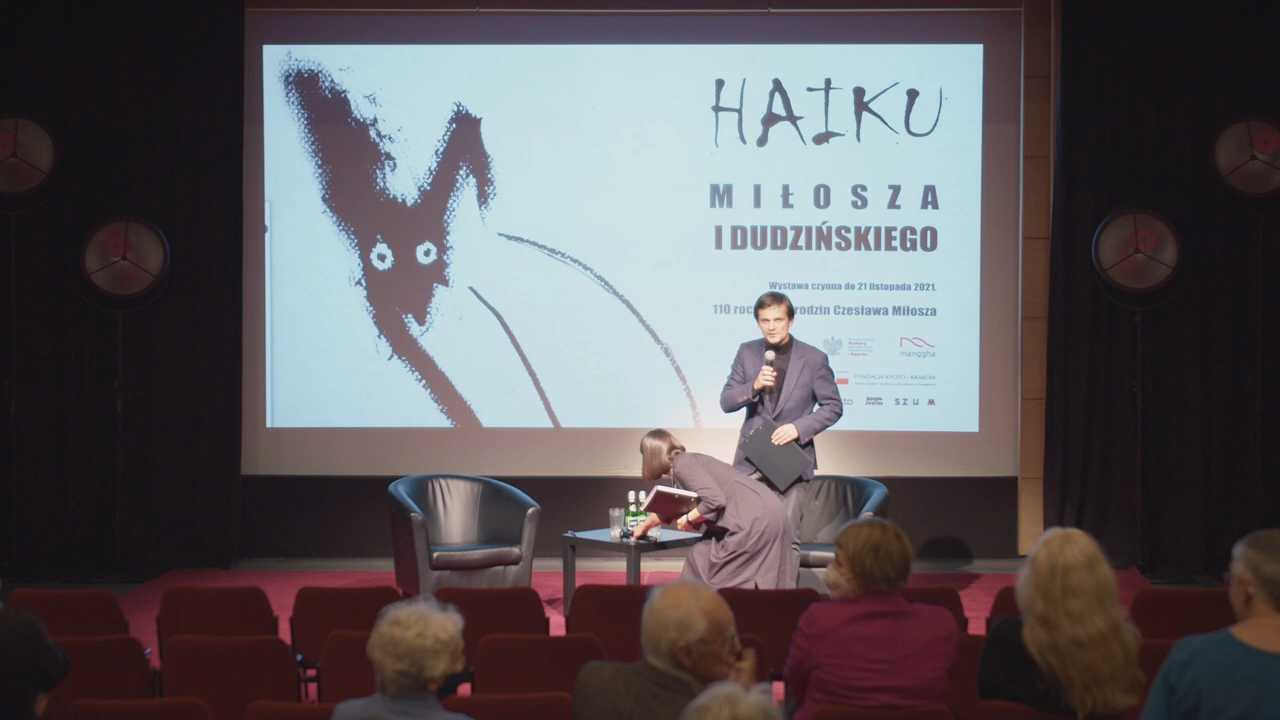 HAIKU
MIŁOSZA
I DUDZIŃSKIEGO
Wystawa czynna do 21 listopada 2021.
110 roc rodzin Czesława Miłosza
manggha
FUNDACJA KYOTO - KRAKÓW
SZUM